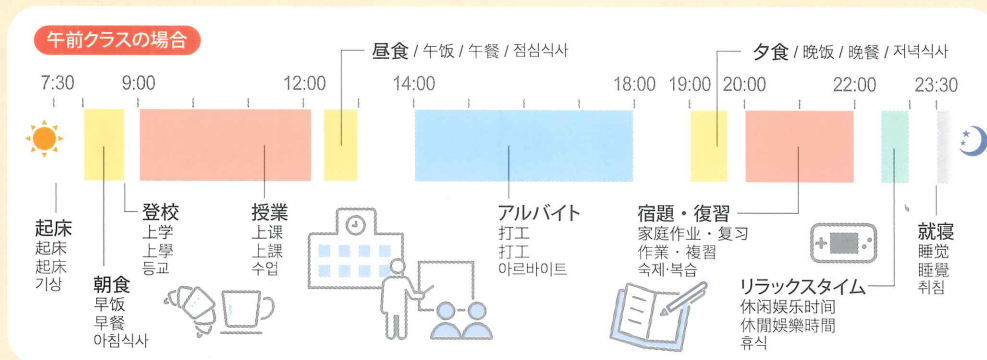 午前クラスの場合
昼食 / 午饭 / 午餐 / 점심식사
夕食 / 晚饭 / 晚餐 / 저녁식사
7:30 9:00 12:00 14:00 18:00 19:00 20:00 22:00 23:30
起床
起床
起床
기상
朝食
早饭
早餐
아침식사
登校
上学
上學
등교
授業
上课
上課
수업
アルバイト
打工
打工
아르바이트
宿題・復習
家庭作业・复习
作業・複習
숙제·복습
リラックスタイム
休闲娱乐时间
休閒娛樂時間
휴식
就寝
睡觉
睡覺
취침